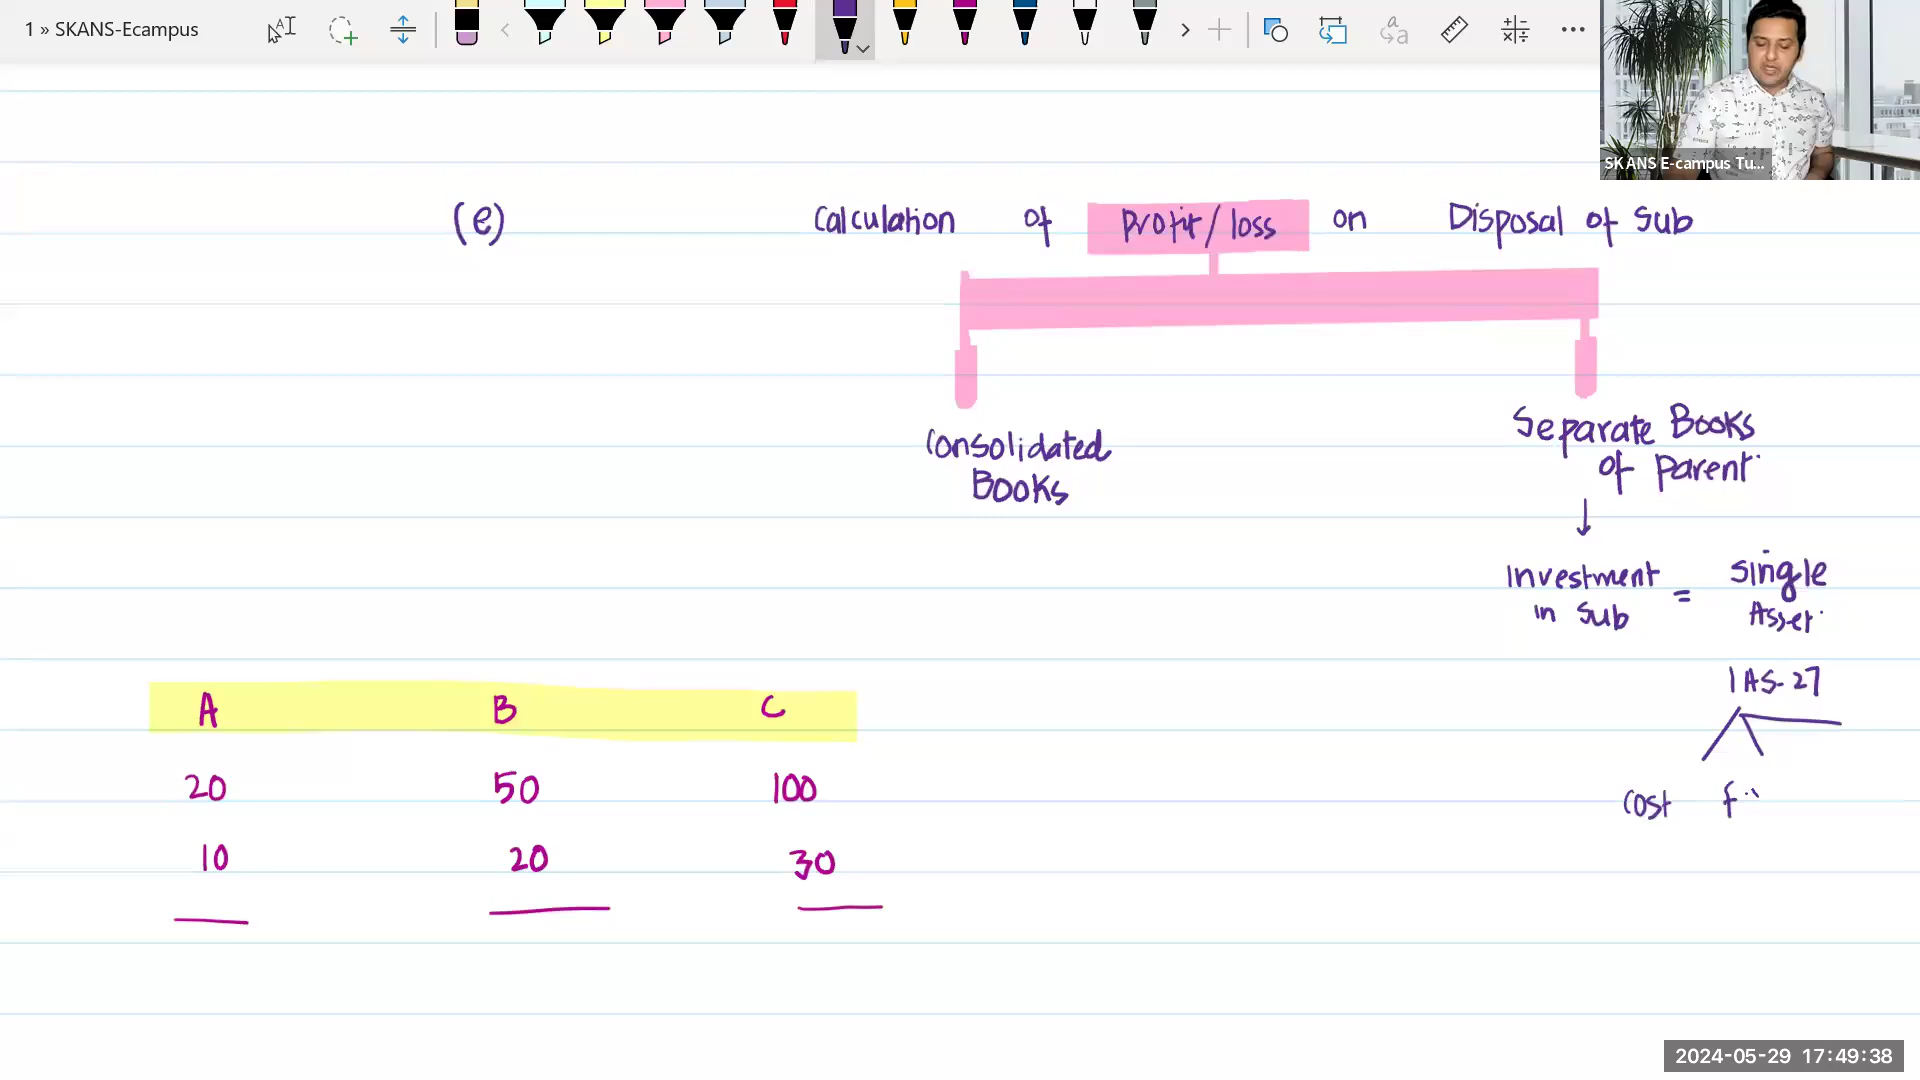 1 » SKANS-Ecampus
SKANS E-campus Tu...
(e) Calculation of Profit/loss on Disposal of Sub
Consolidated
Books
Separate Books
of Parent
↓
Investment
in Sub
= Single
Asset
IAS-27
Cost
A B C
20 50 100
10 20 30
2024-05-29 17:49:38